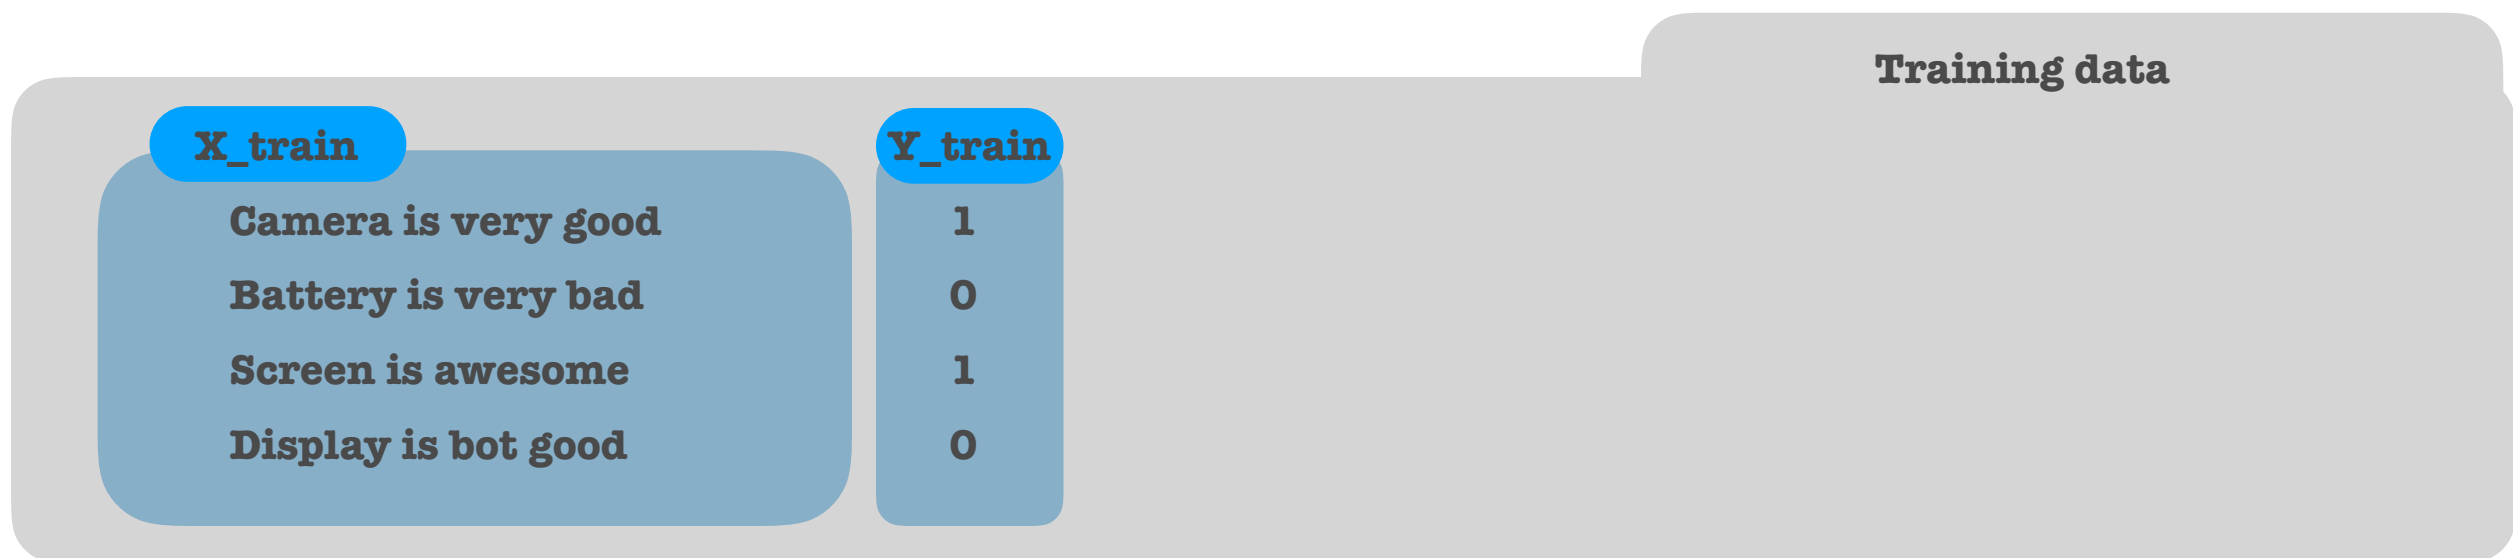 Training data
X_train Y_train
Camera is very good 1
Battery is very bad 0
Screen is awesome 1
Display is bot good 0